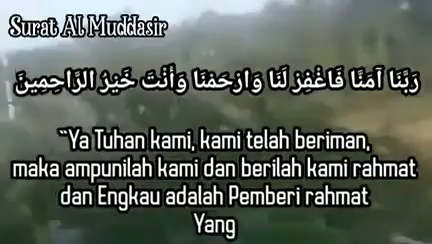 Surat Al Muddasir
رَبَّنَا آمَنَّا فَاغْفِرْ لَنَا وَارْحَمْنَا وَأَنْتَ خَيْرُ الرَّاحِمِينَ
“Ya Tuhan kami, kami telah beriman,
maka ampunilah kami dan berilah kami rahmat
dan Engkau adalah Pemberi rahmat
Yang